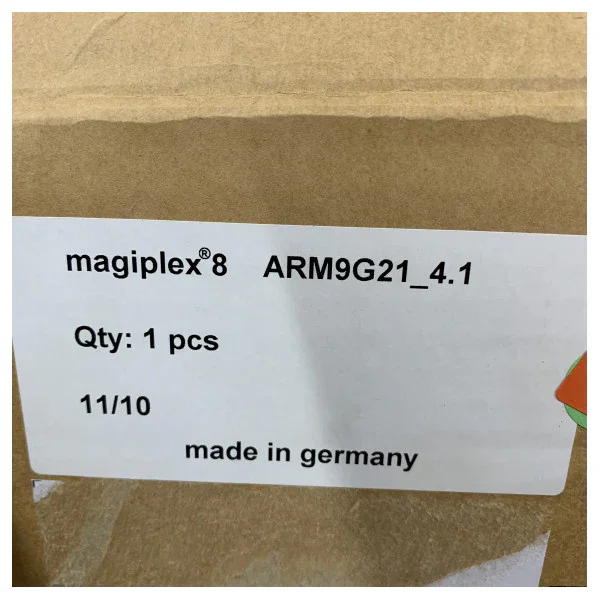 magiplex®8 ARM9G21_4.1
Qty: 1 pcs
11/10
made in germany